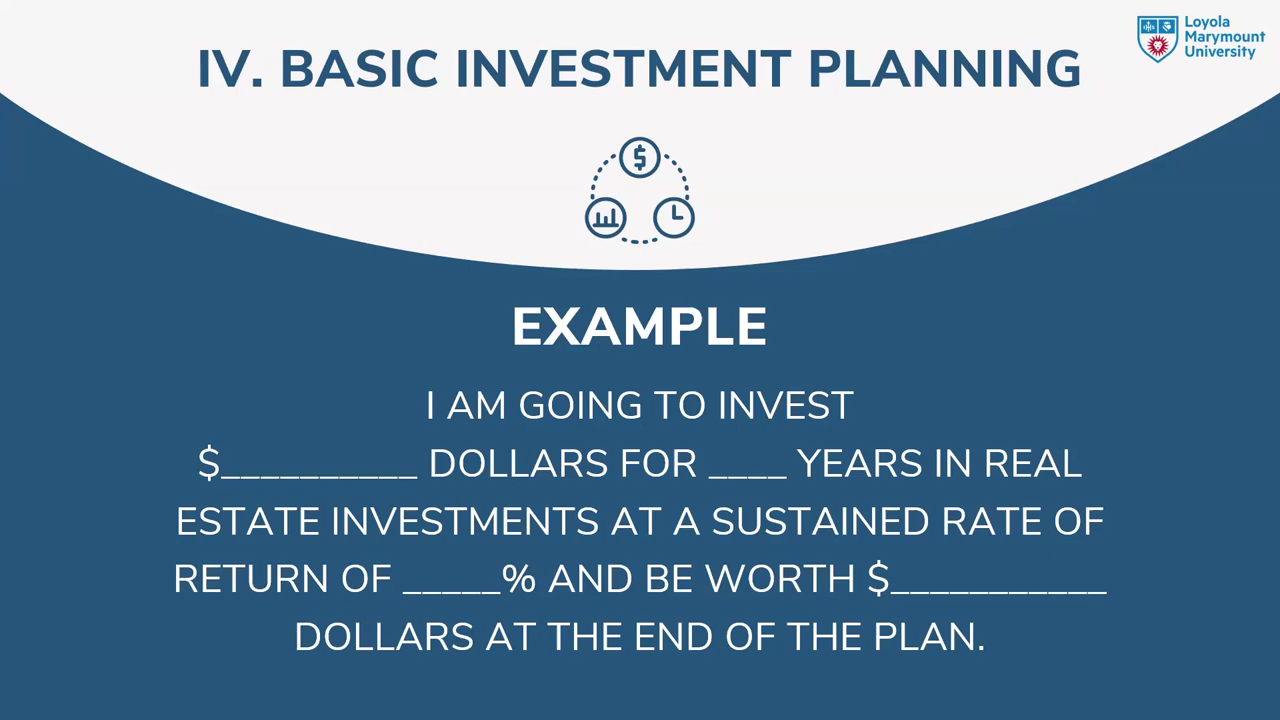 Loyola
Marymount
University
IV. BASIC INVESTMENT PLANNING
$
EXAMPLE
I AM GOING TO INVEST
$__________ DOLLARS FOR ____ YEARS IN REAL
ESTATE INVESTMENTS AT A SUSTAINED RATE OF
RETURN OF _____% AND BE WORTH $___________
DOLLARS AT THE END OF THE PLAN.